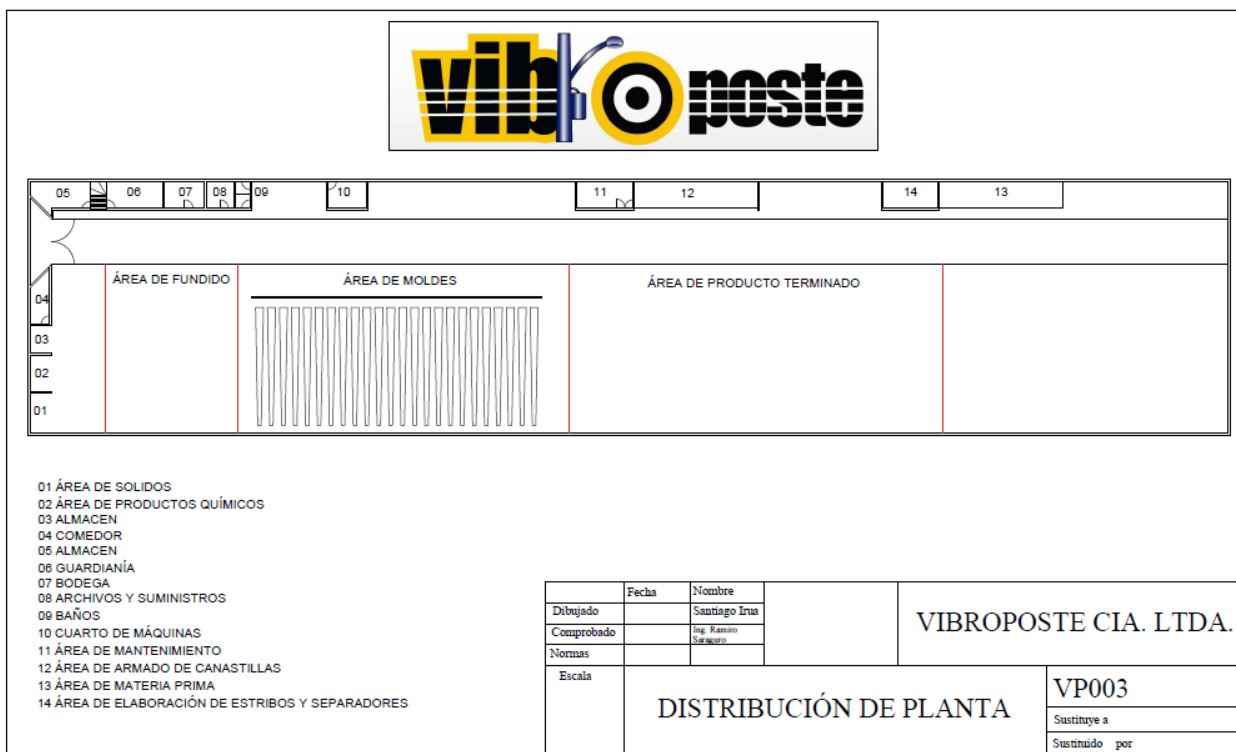 vibroposte
05 06 07 08 09 10 11 12 14 13
ÁREA DE FUNDIDO ÁREA DE MOLDES ÁREA DE PRODUCTO TERMINADO
04
03
02
01
01 ÁREA DE SOLIDOS
02 ÁREA DE PRODUCTOS QUÍMICOS
03 ALMACEN
04 COMEDOR
05 ALMACEN
06 GUARDIANÍA
07 BODEGA
08 ARCHIVOS Y SUMINISTROS
09 BAÑOS
10 CUARTO DE MÁQUINAS
11 ÁREA DE MANTENIMIENTO
12 ÁREA DE ARMADO DE CANASTILLAS
13 ÁREA DE MATERIA PRIMA
14 ÁREA DE ELABORACIÓN DE ESTRIBOS Y SEPARADORES
Fecha Nombre
Dibujado Santiago Irua
Comprobado Ing. Ramiro Saraguro
Normas
VIBROPOSTE CIA. LTDA.
Escala
DISTRIBUCIÓN DE PLANTA
VP003
Sustituye a
Sustituido por